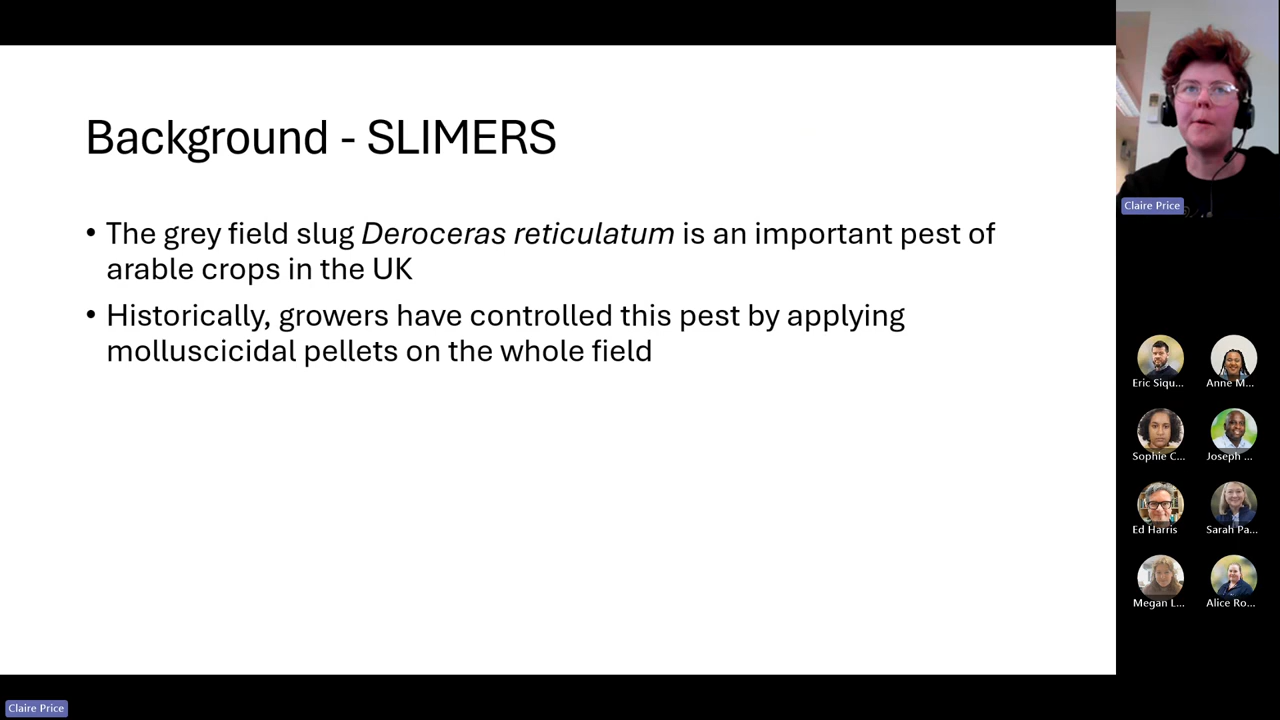 Background - SLIMERS
• The grey field slug Deroceras reticulatum is an important pest of
arable crops in the UK
• Historically, growers have controlled this pest by applying
molluscicidal pellets on the whole field
Claire Price
Eric Siqu...
Anne M...
Sophie C...
Joseph ...
Ed Harris
Sarah Pa...
Megan L...
Alice Ro...
Claire Price